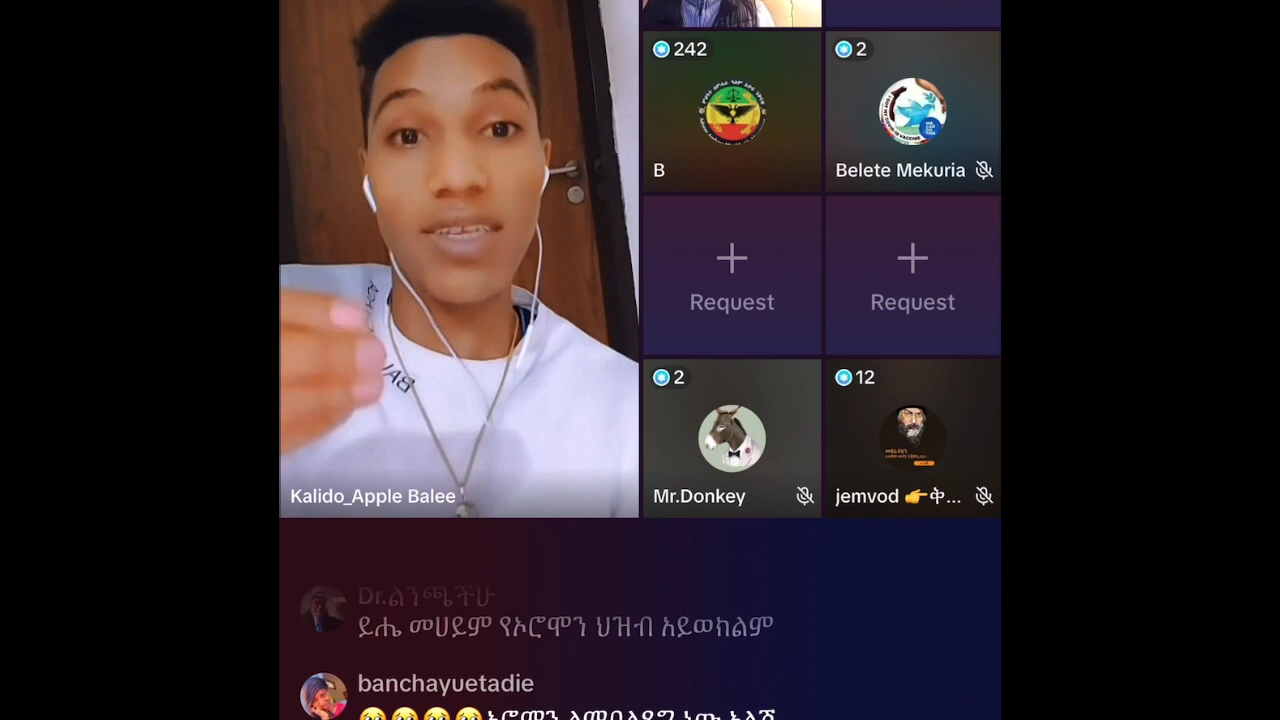 242
2
B
Belete Mekuria
+
Request
+
Request
2
12
Mr.Donkey
jemvod 👉ቅ...
Kalido_Apple Balee
Dr.ልንጫችሁ
ይሔ መሀይም የኦሮሞን ህዝብ አይወክልም
banchayuetadie